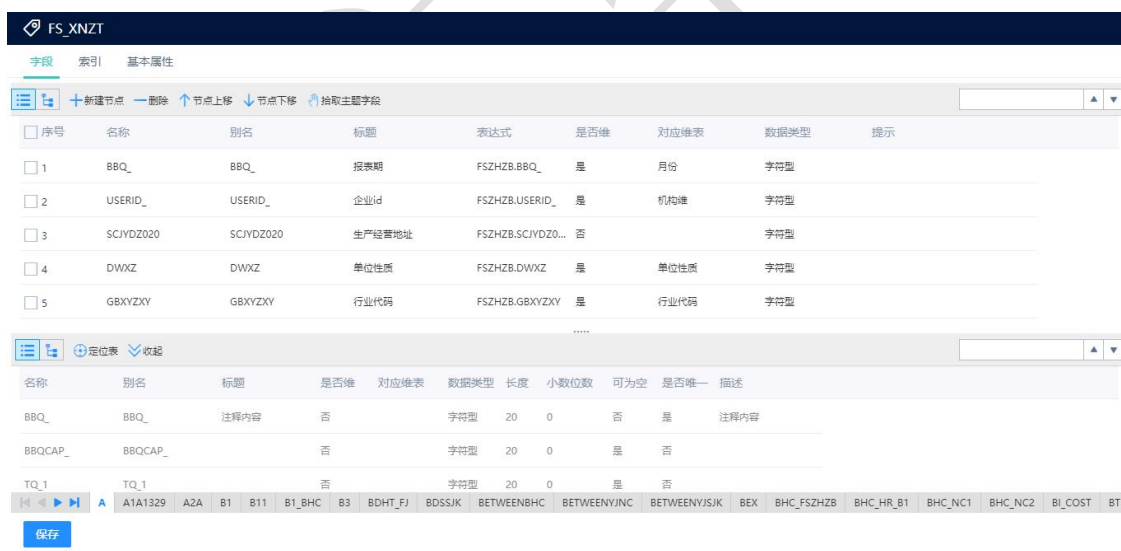 FS_XNZT
字段 索引 基本属性
新建节点 删除 节点上移 节点下移 拾取主题字段
序号 名称 别名 标题 表达式 是否维 对应维表 数据类型 提示
1 BBQ_ BBQ_ 报表期 FSZHZB.BBQ_ 是 月份 字符型
2 USERID_ USERID_ 企业id FSZHZB.USERID_ 是 机构维 字符型
3 SCJYDZ020 SCJYDZ020 生产经营地址 FSZHZB.SCJYDZ0... 否 字符型
4 DWXZ DWXZ 单位性质 FSZHZB.DWXZ 是 单位性质 字符型
5 GBXYZXY GBXYZXY 行业代码 FSZHZB.GBXYZXY 是 行业代码 字符型
定位表 收起
名称 别名 标题 是否维 对应维表 数据类型 长度 小数位数 可为空 是否唯一 描述
BBQ_ BBQ_ 注释内容 否 字符型 20 0 否 是 注释内容
BBQCAP_ BBQCAP_ 否 字符型 20 0 是 否
TQ_1 TQ_1 否 字符型 20 0 是 否
A A1A1329 A2A B1 B11 B1_BHC B3 BDHT_FJ BDSSJK BETWEENBHC BETWEENYJNC BETWEENYJSJK BEX BHC_FSZHZB BHC_HR_B1 BHC_NC1 BHC_NC2 BI_COST BT
保存